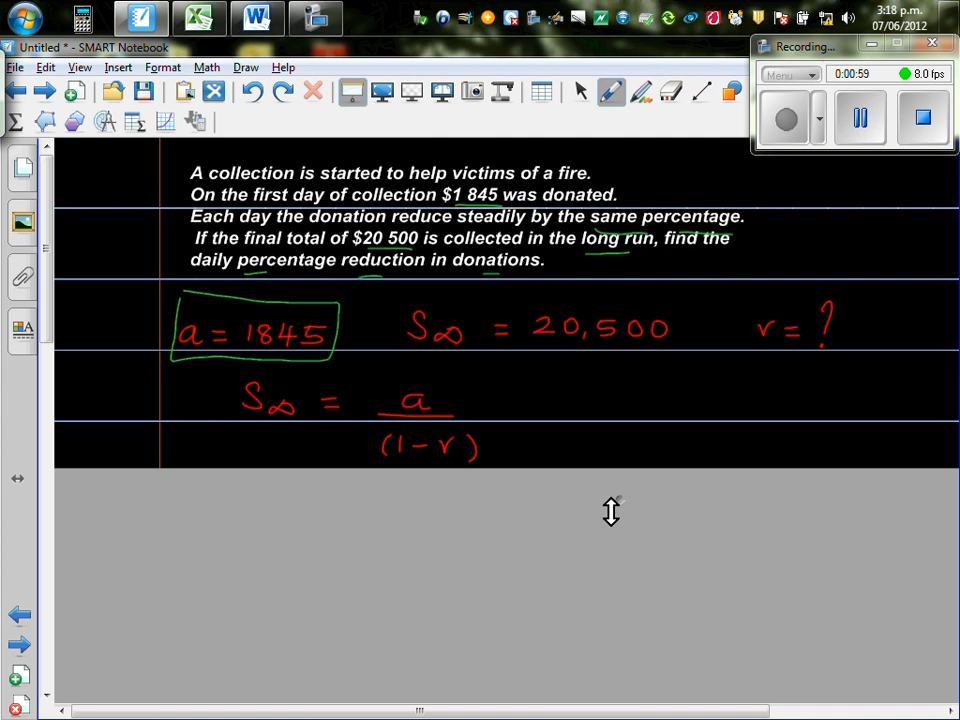 3:18 p.m.
07/06/2012
Untitled * - SMART Notebook
File Edit View Insert Format Math Draw Help
Recording...
Menu 0:00:59 8.0 fps
A collection is started to help victims of a fire.
On the first day of collection $1 845 was donated.
Each day the donation reduce steadily by the same percentage.
If the final total of $20 500 is collected in the long run, find the
daily percentage reduction in donations.
a = 1845 S∞ = 20,500 r = ?
S∞ = a
(1 - r)